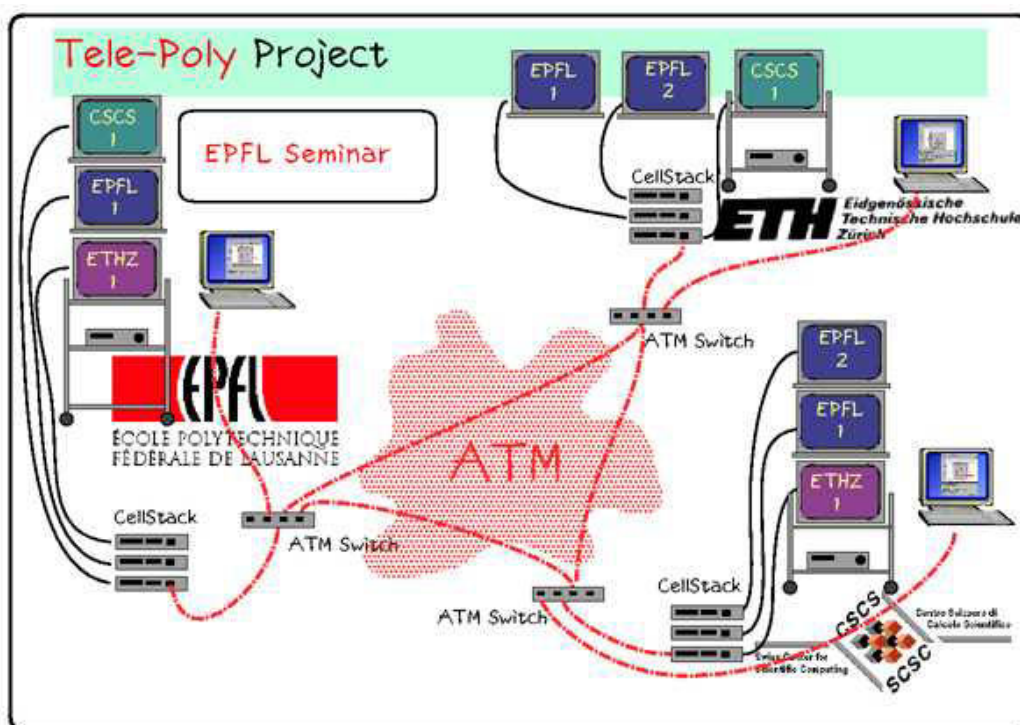 Tele-Poly Project
CSCS
1
EPFL
1
ETHZ
1
EPFL Seminar
EPFL
1
EPFL
2
CSCS
1
CellStack
ETH
Eidgenössische
Technische Hochschule
Zürich
ATM Switch
EPFL
ÉCOLE POLYTECHNIQUE
FÉDÉRALE DE LAUSANNE
ATM
CellStack
ATM Switch
EPFL
2
EPFL
1
ETHZ
1
ATM Switch
CellStack
CSCS
SCSC
Centro Svizzero di
Calcolo Scientifico
Swiss Center for
Scientific Computing